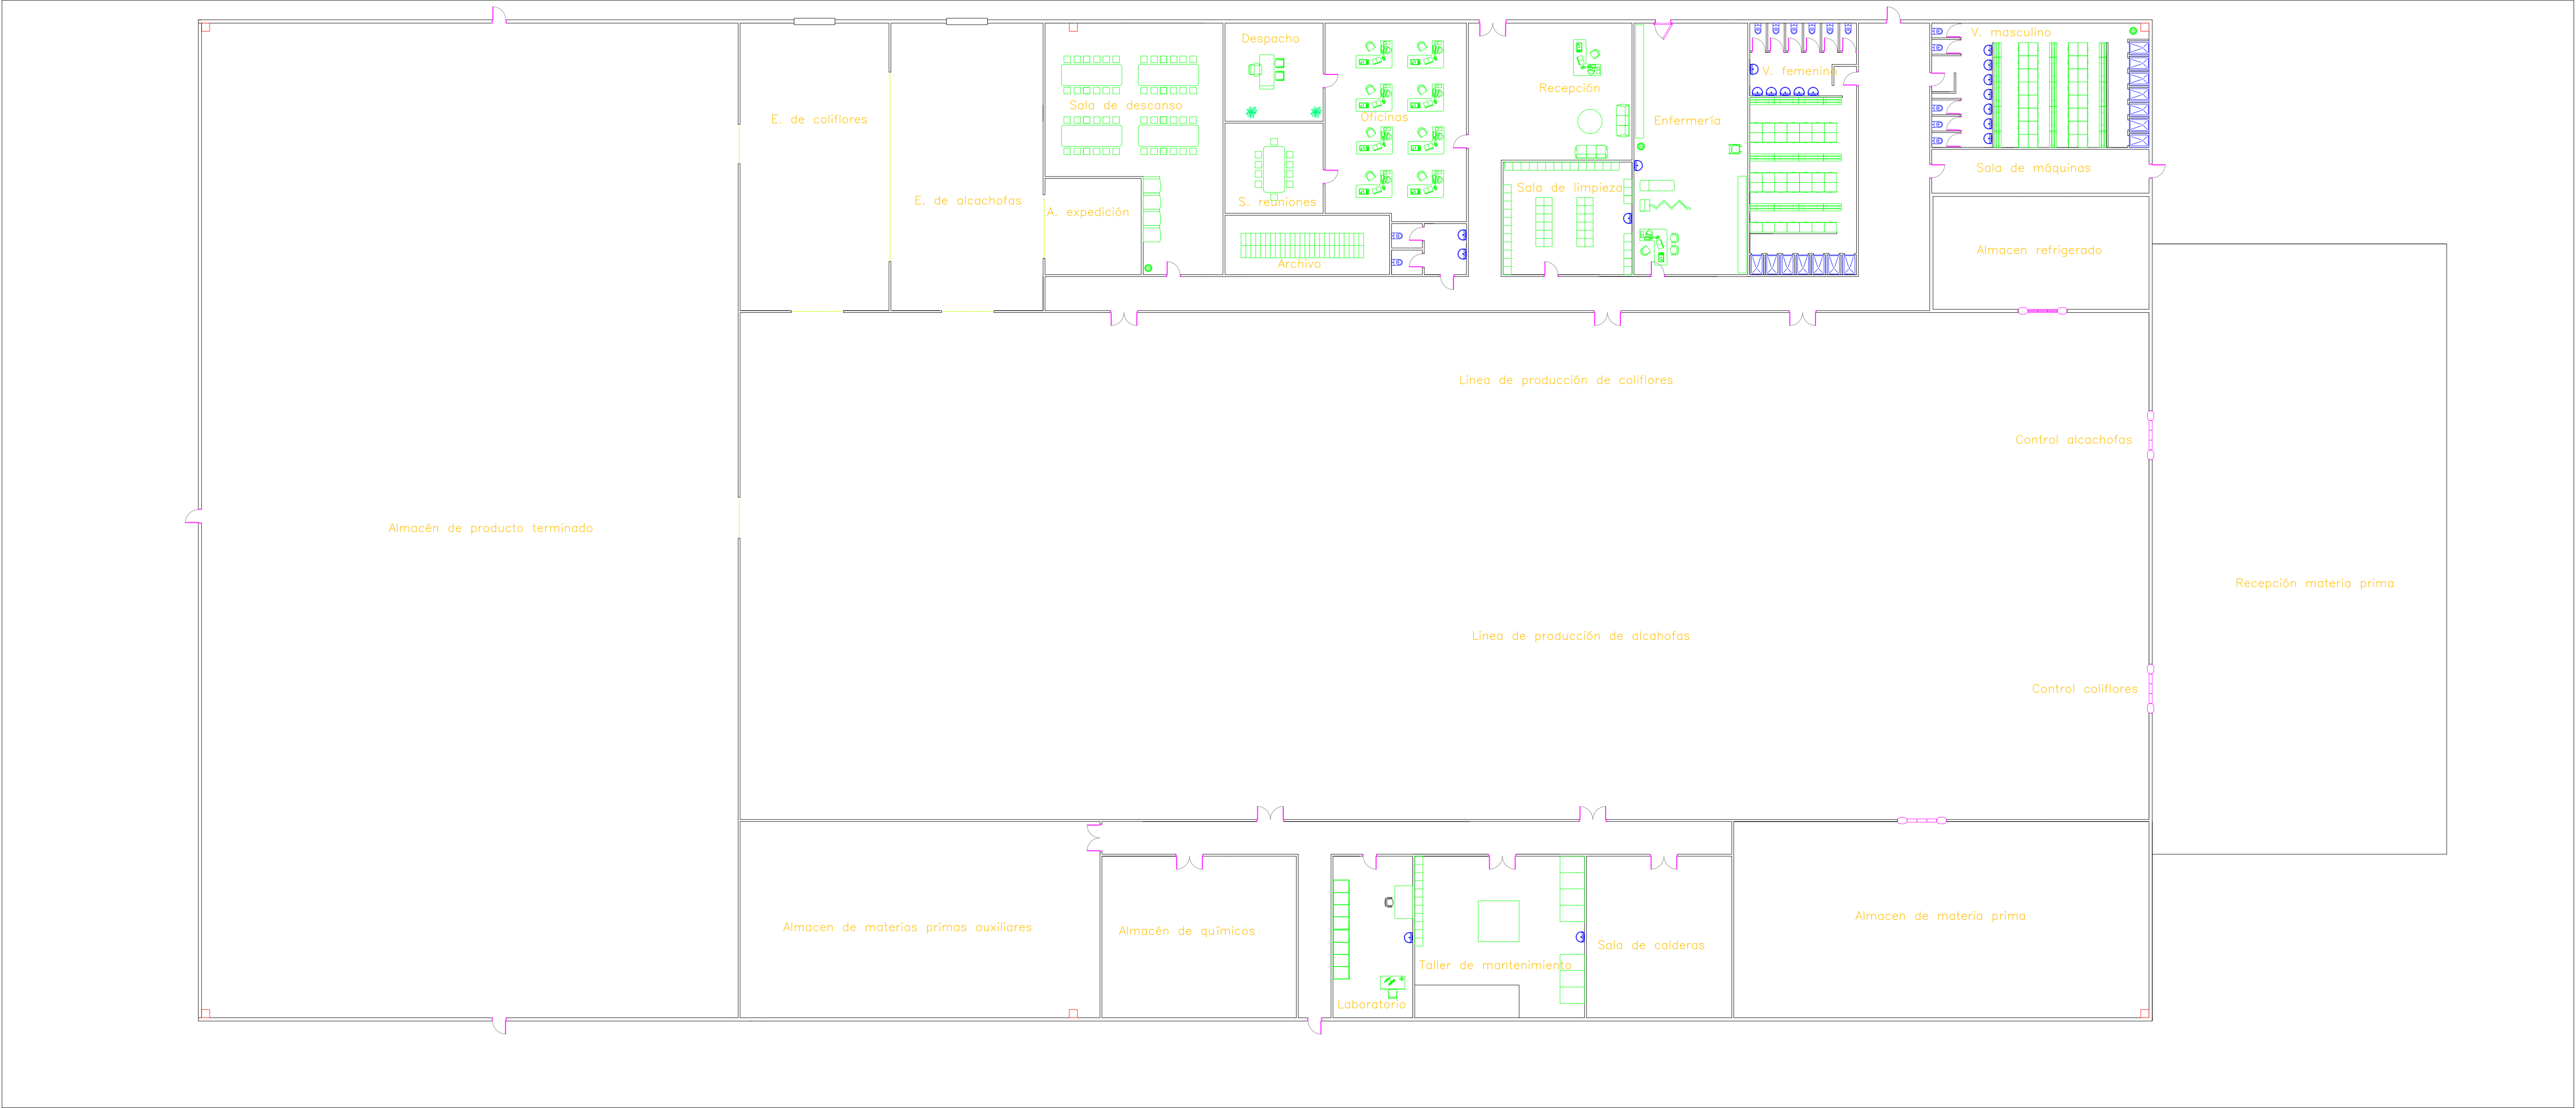 V. masculino
Despacho
V. femenino
Recepción
Sala de descanso
Oficinas
E. de coliflores
Enfermería
Sala de máquinas
Sala de limpieza
E. de alcachofas
S. reuniones
A. expedición
Almacen refrigerado
Archivo
Linea de producción de coliflores
Control alcachofas
Almacén de producto terminado
Recepción materia prima
Linea de producción de alcahofas
Control coliflores
Almacen de materia prima
Almacen de materias primas auxiliares
Almacén de químicos
Sala de calderas
Taller de mantenimiento
Laboratorio